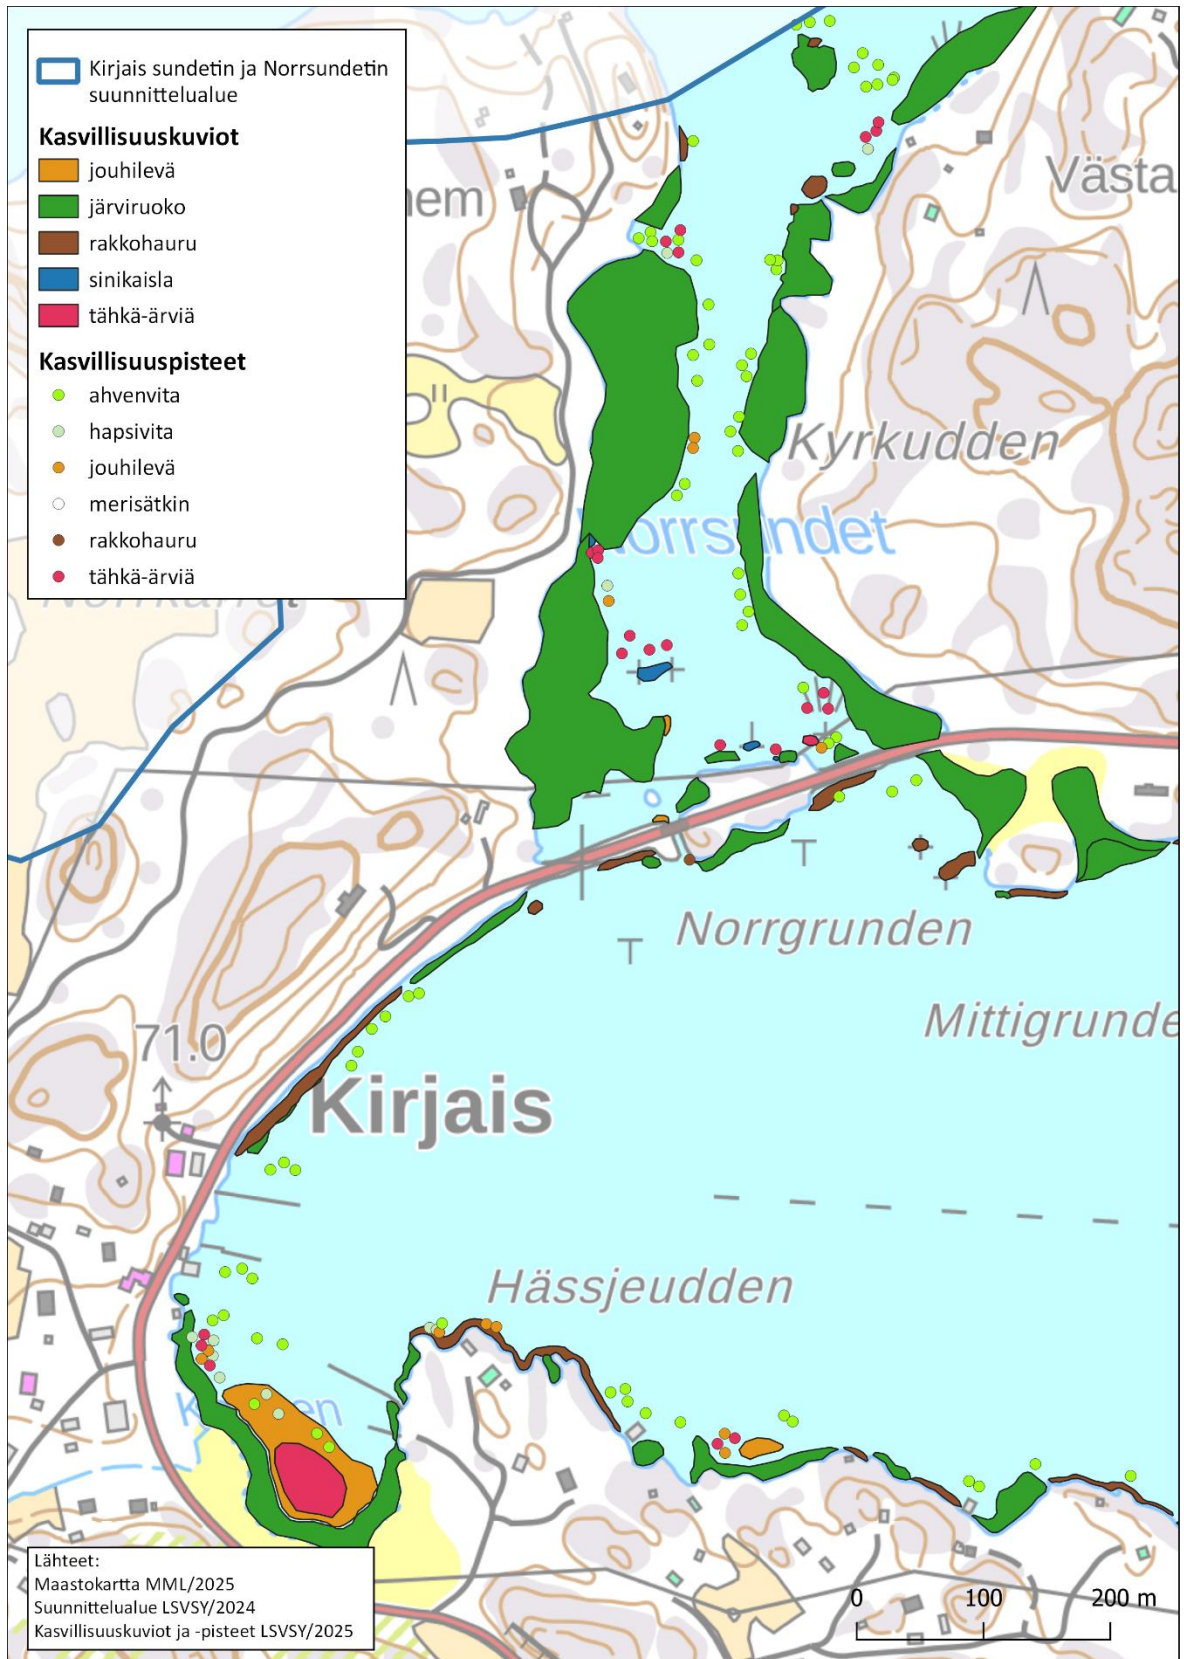 Kirjais sundetin ja Norrsundetin
suunnittelualue
Kasvillisuuskuviot
jouhilevä
järviruoko
rakkohauru
sinikaisla
tähkä-ärviä
Kasvillisuuspisteet
ahvenvita
hapsivita
jouhilevä
merisätkin
rakkohauru
tähkä-ärviä
Västa
Kyrkudden
Norrsundet
Norrgrunden
Mittigrunde
71.0
Kirjais
Hässjeudden
Lähteet:
Maastokartta MML/2025
Suunnittelualue LSVSY/2024
Kasvillisuuskuviot ja -pisteet LSVSY/2025
0 100 200 m